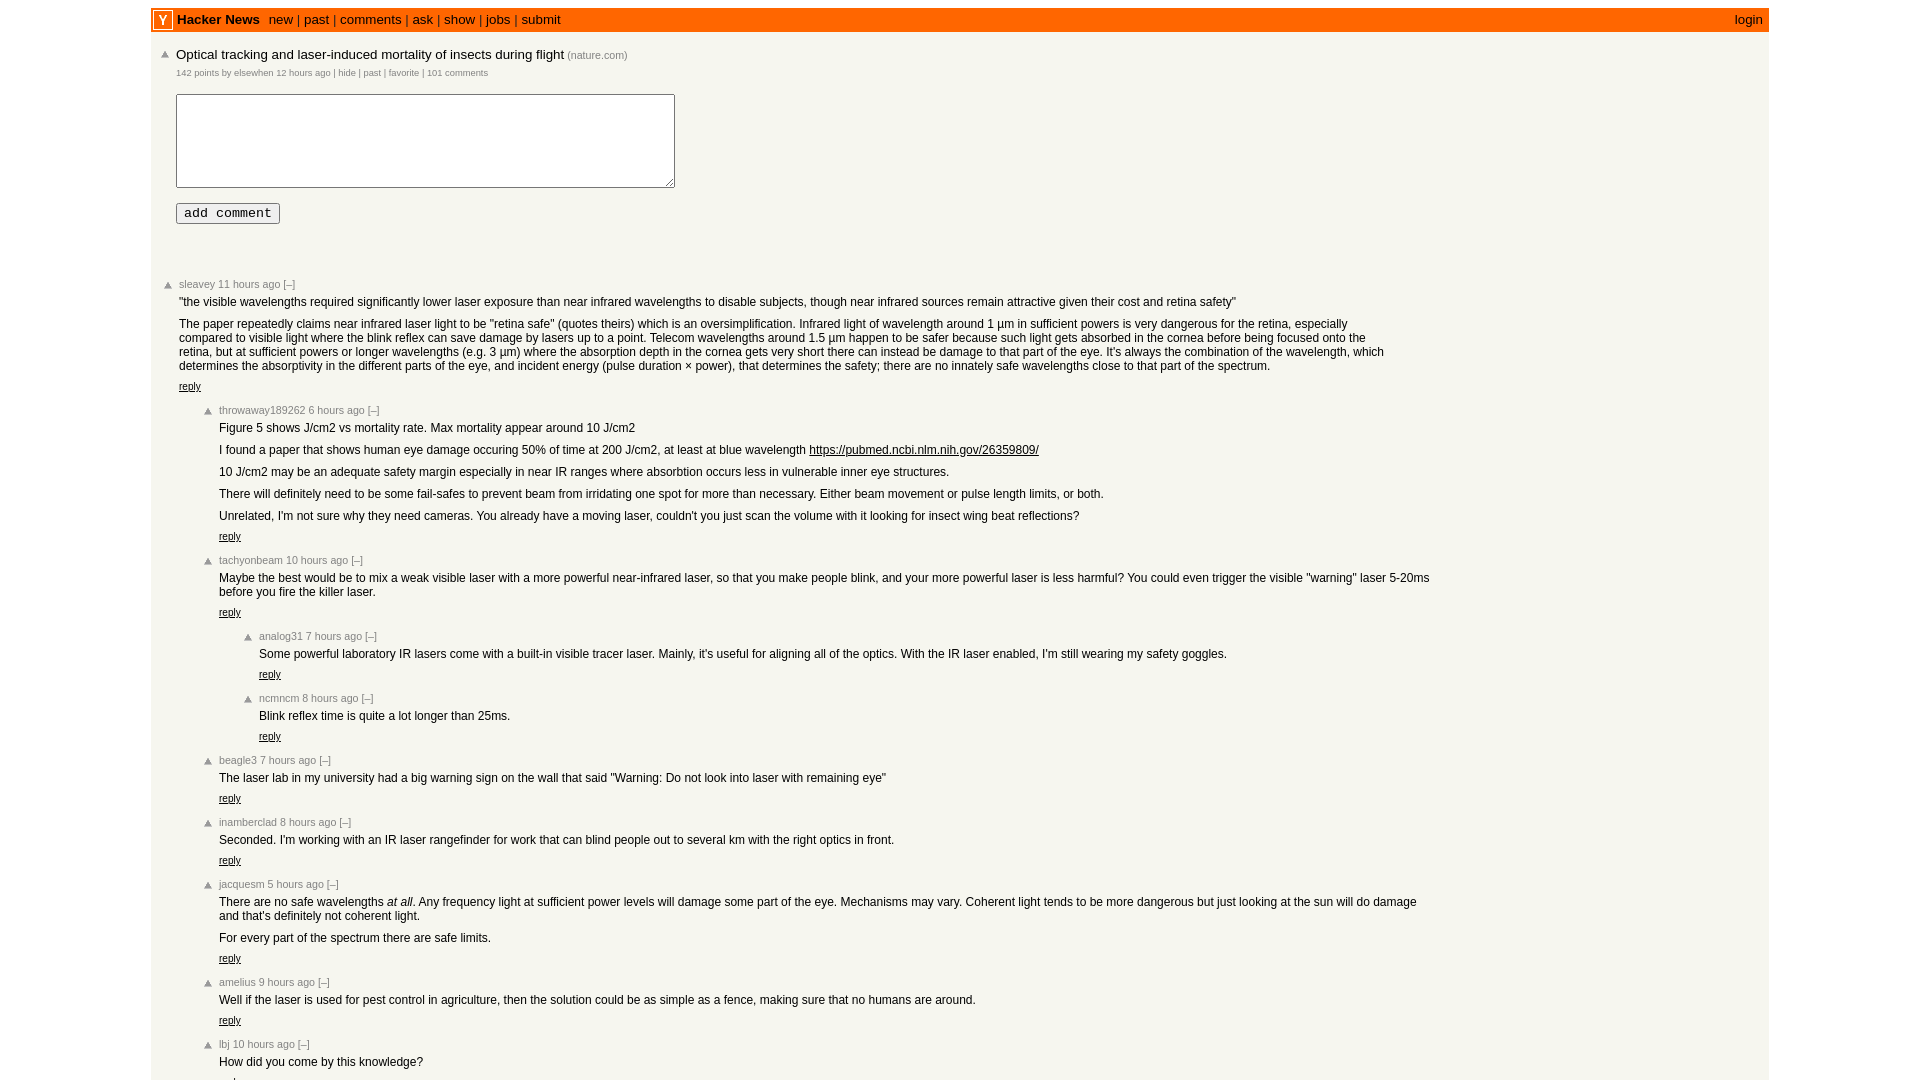 Y Hacker News new | past | comments | ask | show | jobs | submit login
Optical tracking and laser-induced mortality of insects during flight (nature.com)
142 points by elsewhen 12 hours ago | hide | past | favorite | 101 comments
add comment
sleavey 11 hours ago [–]
"the visible wavelengths required significantly lower laser exposure than near infrared wavelengths to disable subjects, though near infrared sources remain attractive given their cost and retina safety"
The paper repeatedly claims near infrared laser light to be "retina safe" (quotes theirs) which is an oversimplification. Infrared light of wavelength around 1 µm in sufficient powers is very dangerous for the retina, especially
compared to visible light where the blink reflex can save damage by lasers up to a point. Telecom wavelengths around 1.5 µm happen to be safer because such light gets absorbed in the cornea before being focused onto the
retina, but at sufficient powers or longer wavelengths (e.g. 3 µm) where the absorption depth in the cornea gets very short there can instead be damage to that part of the eye. It's always the combination of the wavelength, which
determines the absorptivity in the different parts of the eye, and incident energy (pulse duration × power), that determines the safety; there are no innately safe wavelengths close to that part of the spectrum.
reply
throwaway189262 6 hours ago [–]
Figure 5 shows J/cm2 vs mortality rate. Max mortality appear around 10 J/cm2
I found a paper that shows human eye damage occuring 50% of time at 200 J/cm2, at least at blue wavelength https://pubmed.ncbi.nlm.nih.gov/26359809/
10 J/cm2 may be an adequate safety margin especially in near IR ranges where absorbtion occurs less in vulnerable inner eye structures.
There will definitely need to be some fail-safes to prevent beam from irridating one spot for more than necessary. Either beam movement or pulse length limits, or both.
Unrelated, I'm not sure why they need cameras. You already have a moving laser, couldn't you just scan the volume with it looking for insect wing beat reflections?
reply
tachyonbeam 10 hours ago [–]
Maybe the best would be to mix a weak visible laser with a more powerful near-infrared laser, so that you make people blink, and your more powerful laser is less harmful? You could even trigger the visible "warning" laser 5-20ms
before you fire the killer laser.
reply
analog31 7 hours ago [–]
Some powerful laboratory IR lasers come with a built-in visible tracer laser. Mainly, it's useful for aligning all of the optics. With the IR laser enabled, I'm still wearing my safety goggles.
reply
ncmncm 8 hours ago [–]
Blink reflex time is quite a lot longer than 25ms.
reply
beagle3 7 hours ago [–]
The laser lab in my university had a big warning sign on the wall that said "Warning: Do not look into laser with remaining eye"
reply
inamberclad 8 hours ago [–]
Seconded. I'm working with an IR laser rangefinder for work that can blind people out to several km with the right optics in front.
reply
jacquesm 5 hours ago [–]
There are no safe wavelengths at all. Any frequency light at sufficient power levels will damage some part of the eye. Mechanisms may vary. Coherent light tends to be more dangerous but just looking at the sun will do damage
and that's definitely not coherent light.
For every part of the spectrum there are safe limits.
reply
amelius 9 hours ago [–]
Well if the laser is used for pest control in agriculture, then the solution could be as simple as a fence, making sure that no humans are around.
reply
lbj 10 hours ago [–]
How did you come by this knowledge?